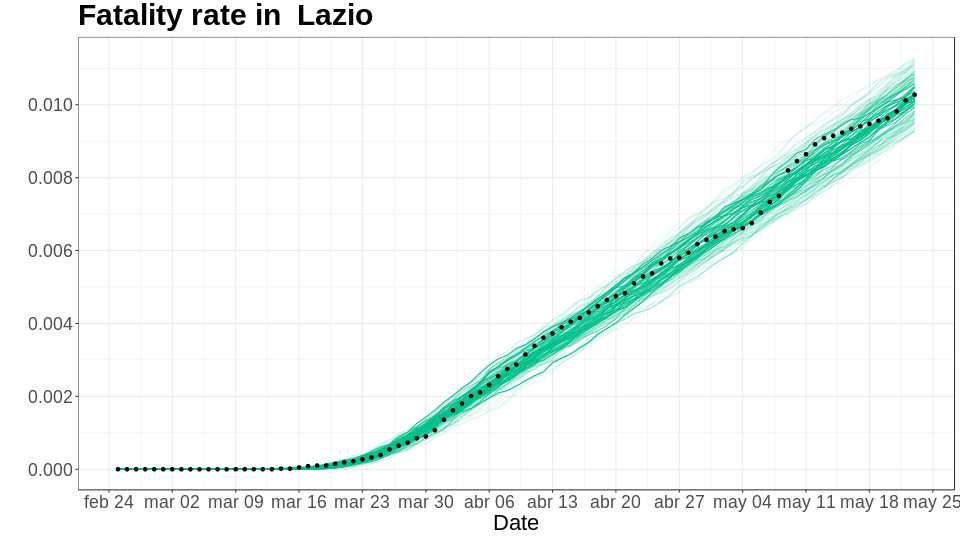 Fatality rate in  Lazio
0.010
0.008
0.006
0.004
0.002
0.000
feb 24 mar 02 mar 09 mar 16 mar 23 mar 30 abr 06 abr 13 abr 20 abr 27 may 04 may 11 may 18 may 25
Date